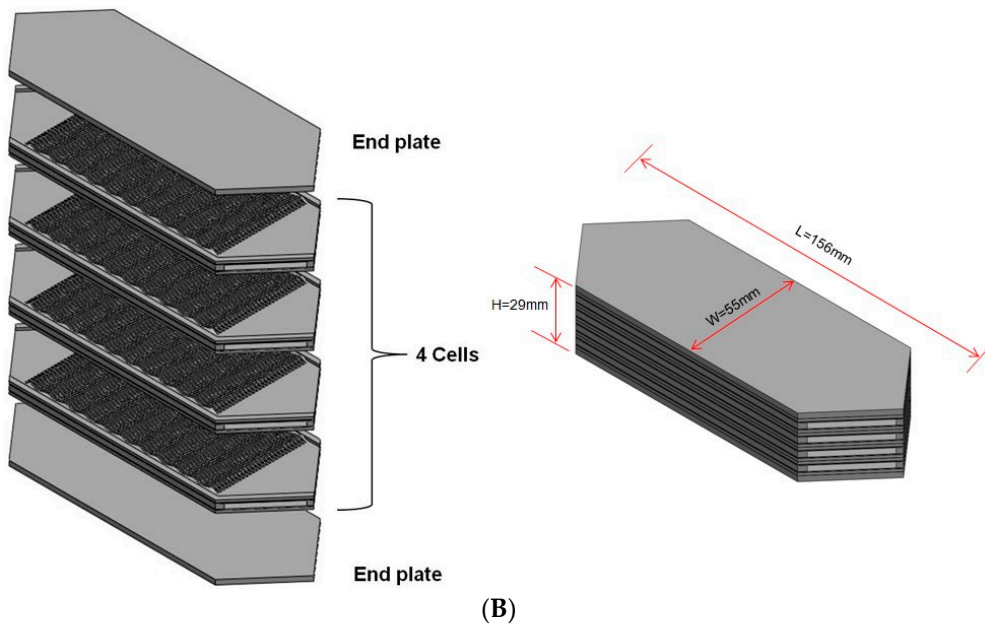 End plate
4 Cells
End plate
L=156mm
W=55mm
H=29mm
(B)